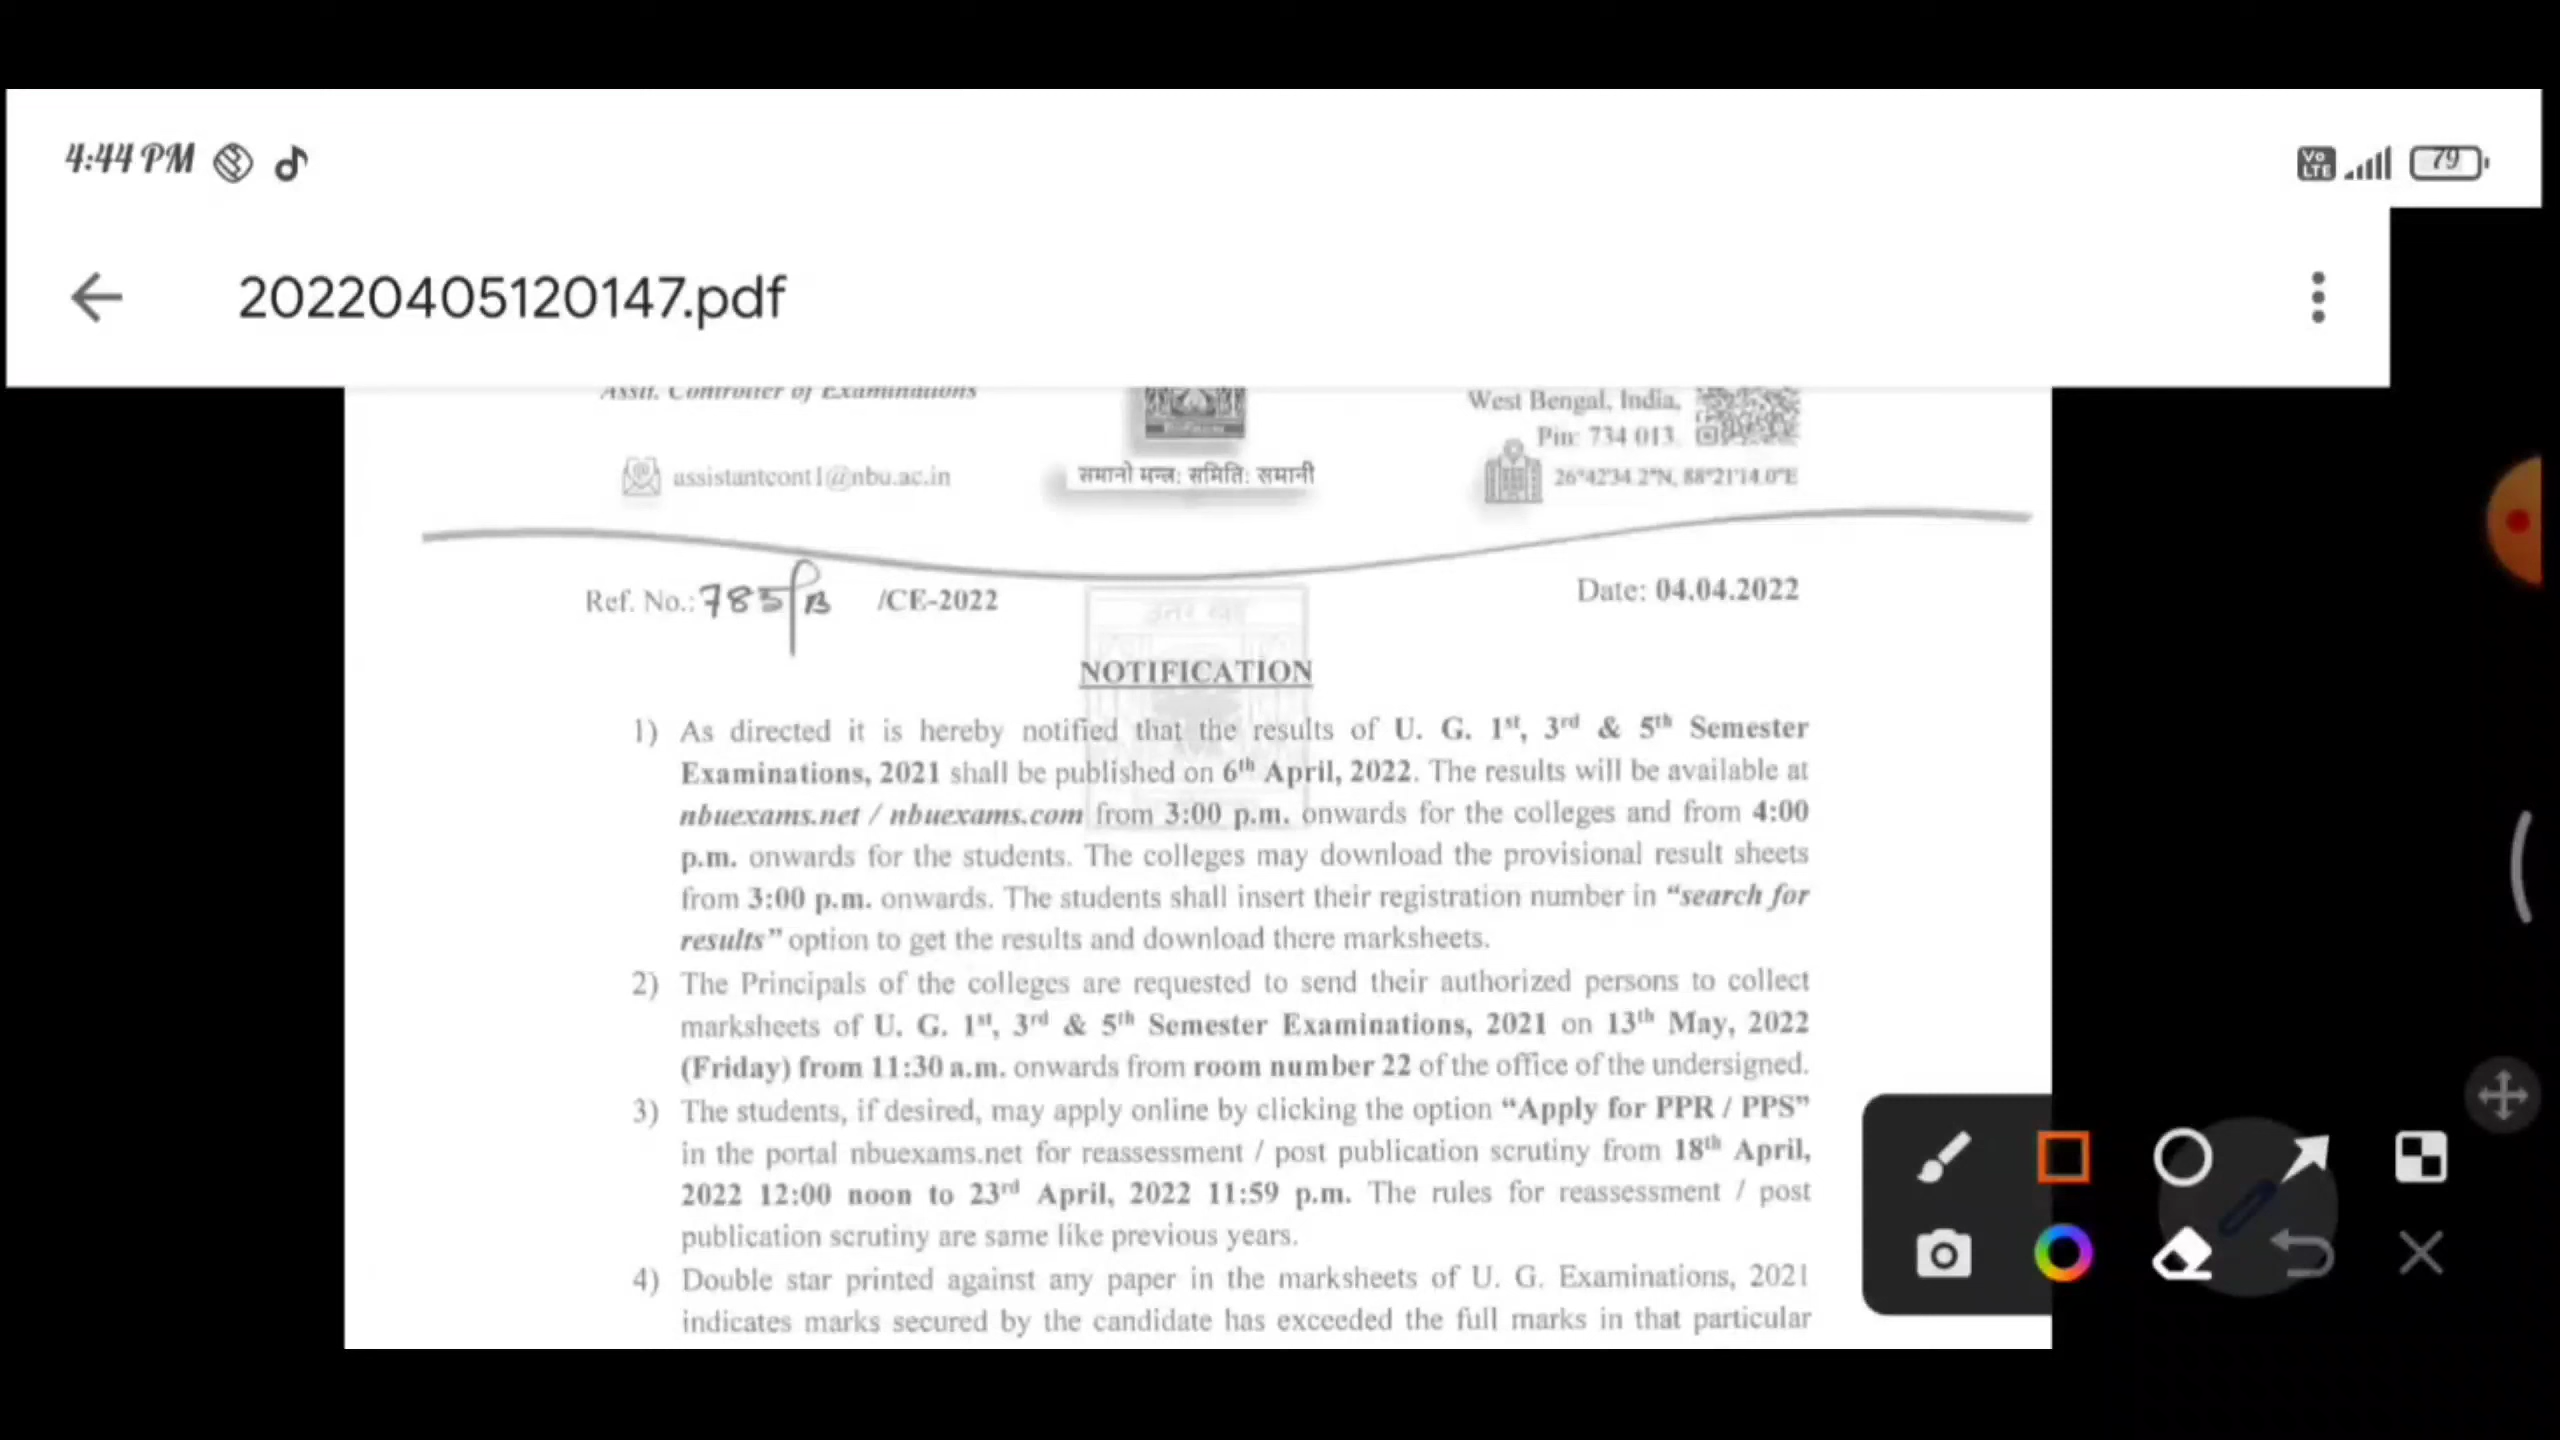 4:44 PM
Vo LTE
79
20220405120147.pdf
Asstt. Controller of Examinations
West Bengal, India,
Pin: 734 013.
assistantcont1@nbu.ac.in
समानो मन्त्र: समिति: समानी
26°42'34.2"N, 88°21'14.0"E
Ref. No.: 785/B /CE-2022
Date: 04.04.2022
NOTIFICATION
1) As directed it is hereby notified that the results of U. G. 1st, 3rd & 5th Semester
Examinations, 2021 shall be published on 6th April, 2022. The results will be available at
nbuexams.net / nbuexams.com from 3:00 p.m. onwards for the colleges and from 4:00
p.m. onwards for the students. The colleges may download the provisional result sheets
from 3:00 p.m. onwards. The students shall insert their registration number in “search for
results” option to get the results and download there marksheets.
2) The Principals of the colleges are requested to send their authorized persons to collect
marksheets of U. G. 1st, 3rd & 5th Semester Examinations, 2021 on 13th May, 2022
(Friday) from 11:30 a.m. onwards from room number 22 of the office of the undersigned.
3) The students, if desired, may apply online by clicking the option “Apply for PPR / PPS”
in the portal nbuexams.net for reassessment / post publication scrutiny from 18th April,
2022 12:00 noon to 23rd April, 2022 11:59 p.m. The rules for reassessment / post
publication scrutiny are same like previous years.
4) Double star printed against any paper in the marksheets of U. G. Examinations, 2021
indicates marks secured by the candidate has exceeded the full marks in that particular